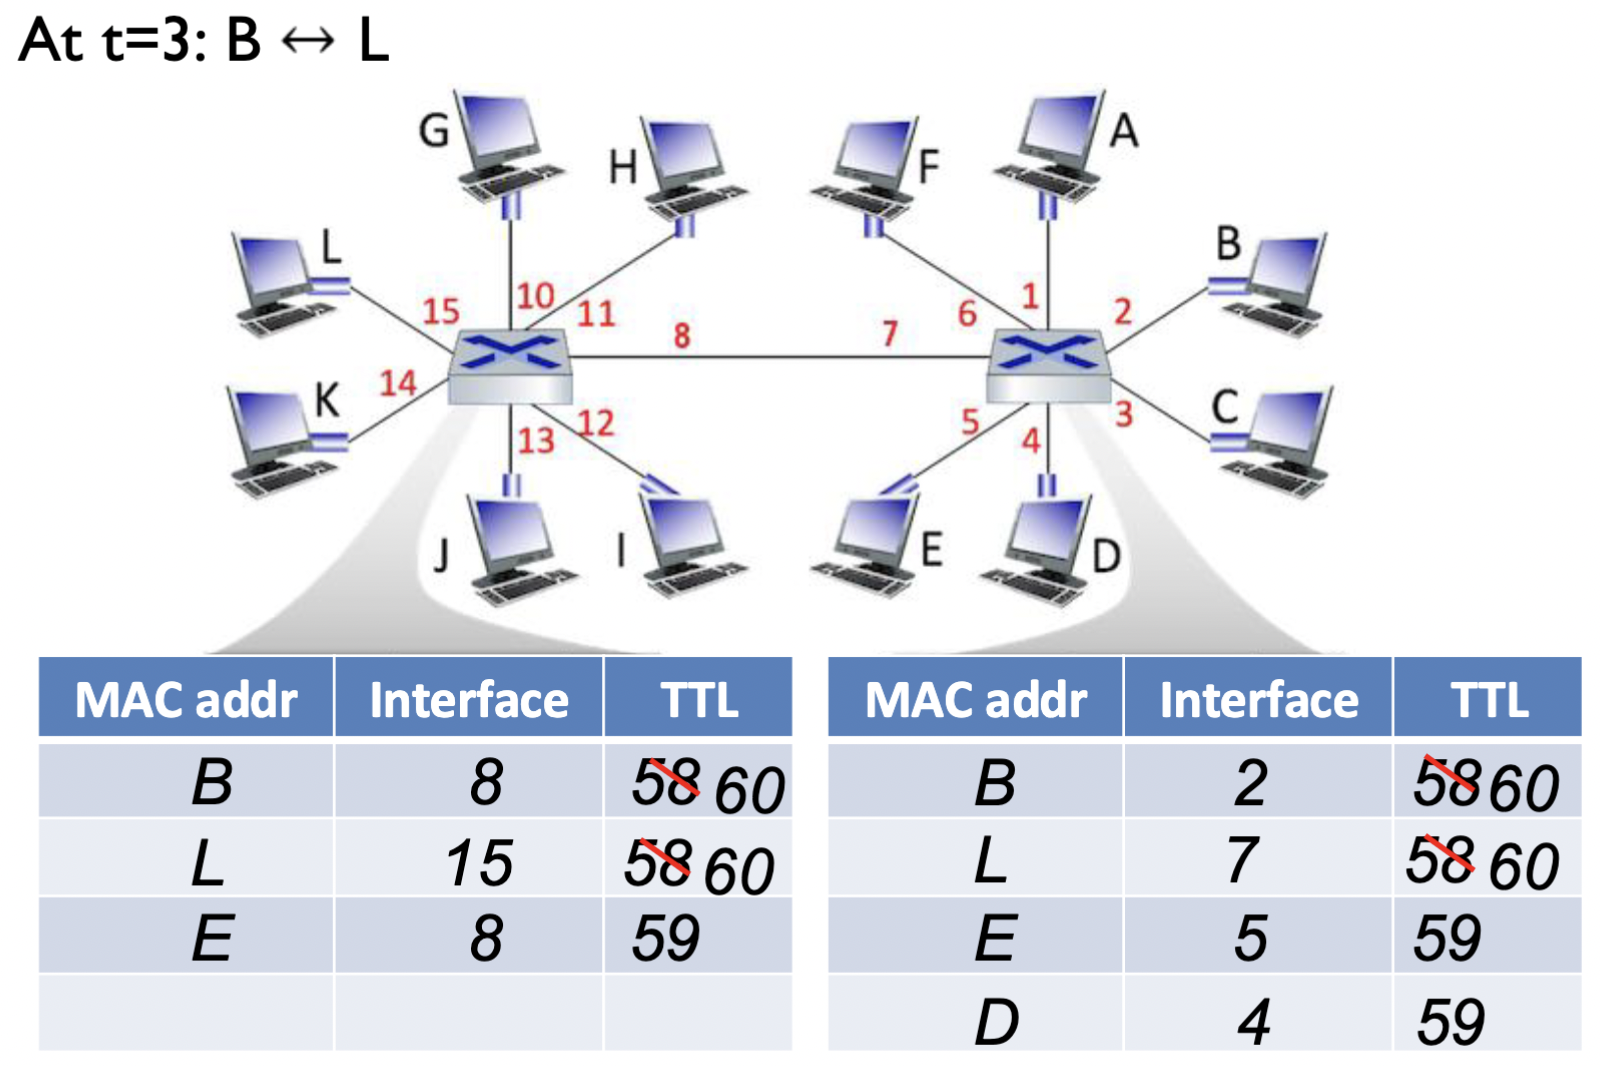 At t=3: B ↔ L
G
H
F
A
L
B
15
10
11
6
1
2
8
7
K
14
C
13
12
5
4
3
J
I
E
D
MAC addr Interface TTL
B 8 58 60
L 15 58 60
E 8 59
MAC addr Interface TTL
B 2 58 60
L 7 58 60
E 5 59
D 4 59